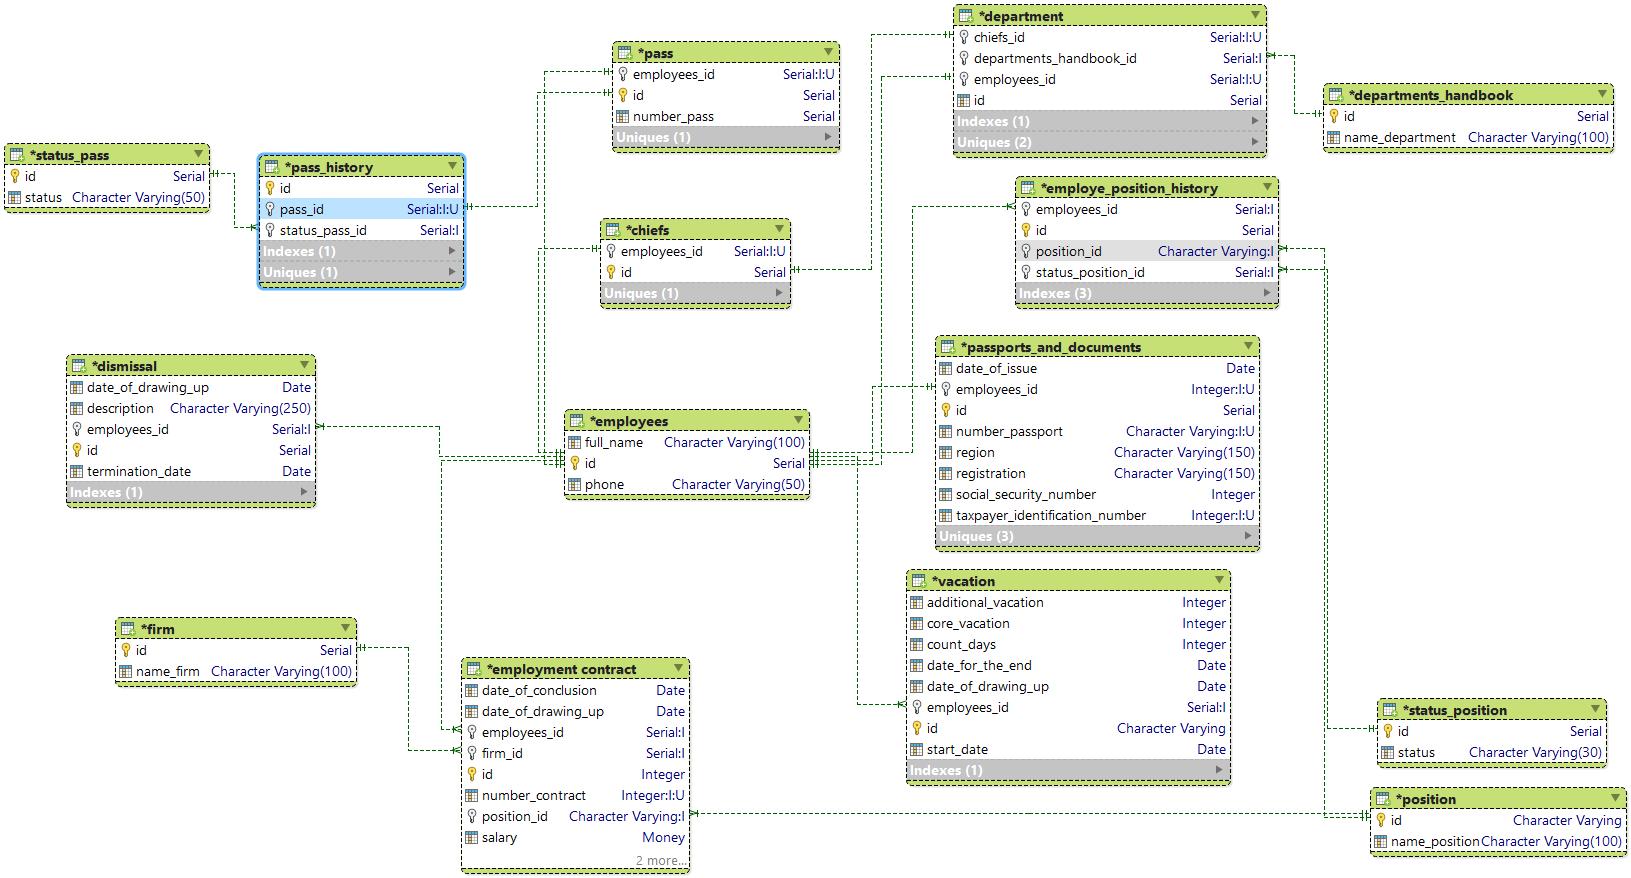 *department
chiefs_id Serial:I:U
departments_handbook_id Serial:I
employees_id Serial:I:U
id Serial
Indexes (1)
Uniques (2)
*pass
employees_id Serial:I:U
id Serial
number_pass Serial
Uniques (1)
*departments_handbook
id Serial
name_department Character Varying(100)
*status_pass
id Serial
status Character Varying(50)
*pass_history
id Serial
pass_id Serial:I:U
status_pass_id Serial:I
Indexes (1)
Uniques (1)
*employe_position_history
employees_id Serial:I
id Serial
position_id Character Varying:I
status_position_id Serial:I
Indexes (3)
*chiefs
employees_id Serial:I:U
id Serial
Uniques (1)
*passports_and_documents
date_of_issue Date
employees_id Integer:I:U
id Serial
number_passport Character Varying:I:U
region Character Varying(150)
registration Character Varying(150)
social_security_number Integer
taxpayer_identification_number Integer:I:U
Uniques (3)
*dismissal
date_of_drawing_up Date
description Character Varying(250)
employees_id Serial:I
id Serial
termination_date Date
Indexes (1)
*employees
full_name Character Varying(100)
id Serial
phone Character Varying(50)
*vacation
additional_vacation Integer
core_vacation Integer
count_days Integer
date_for_the_end Date
date_of_drawing_up Date
employees_id Serial:I
id Character Varying
start_date Date
Indexes (1)
*firm
id Serial
name_firm Character Varying(100)
*employment contract
date_of_conclusion Date
date_of_drawing_up Date
employees_id Serial:I
firm_id Serial:I
id Integer
number_contract Integer:I:U
position_id Character Varying:I
salary Money
2 more...
*status_position
id Serial
status Character Varying(30)
*position
id Character Varying
name_position Character Varying(100)